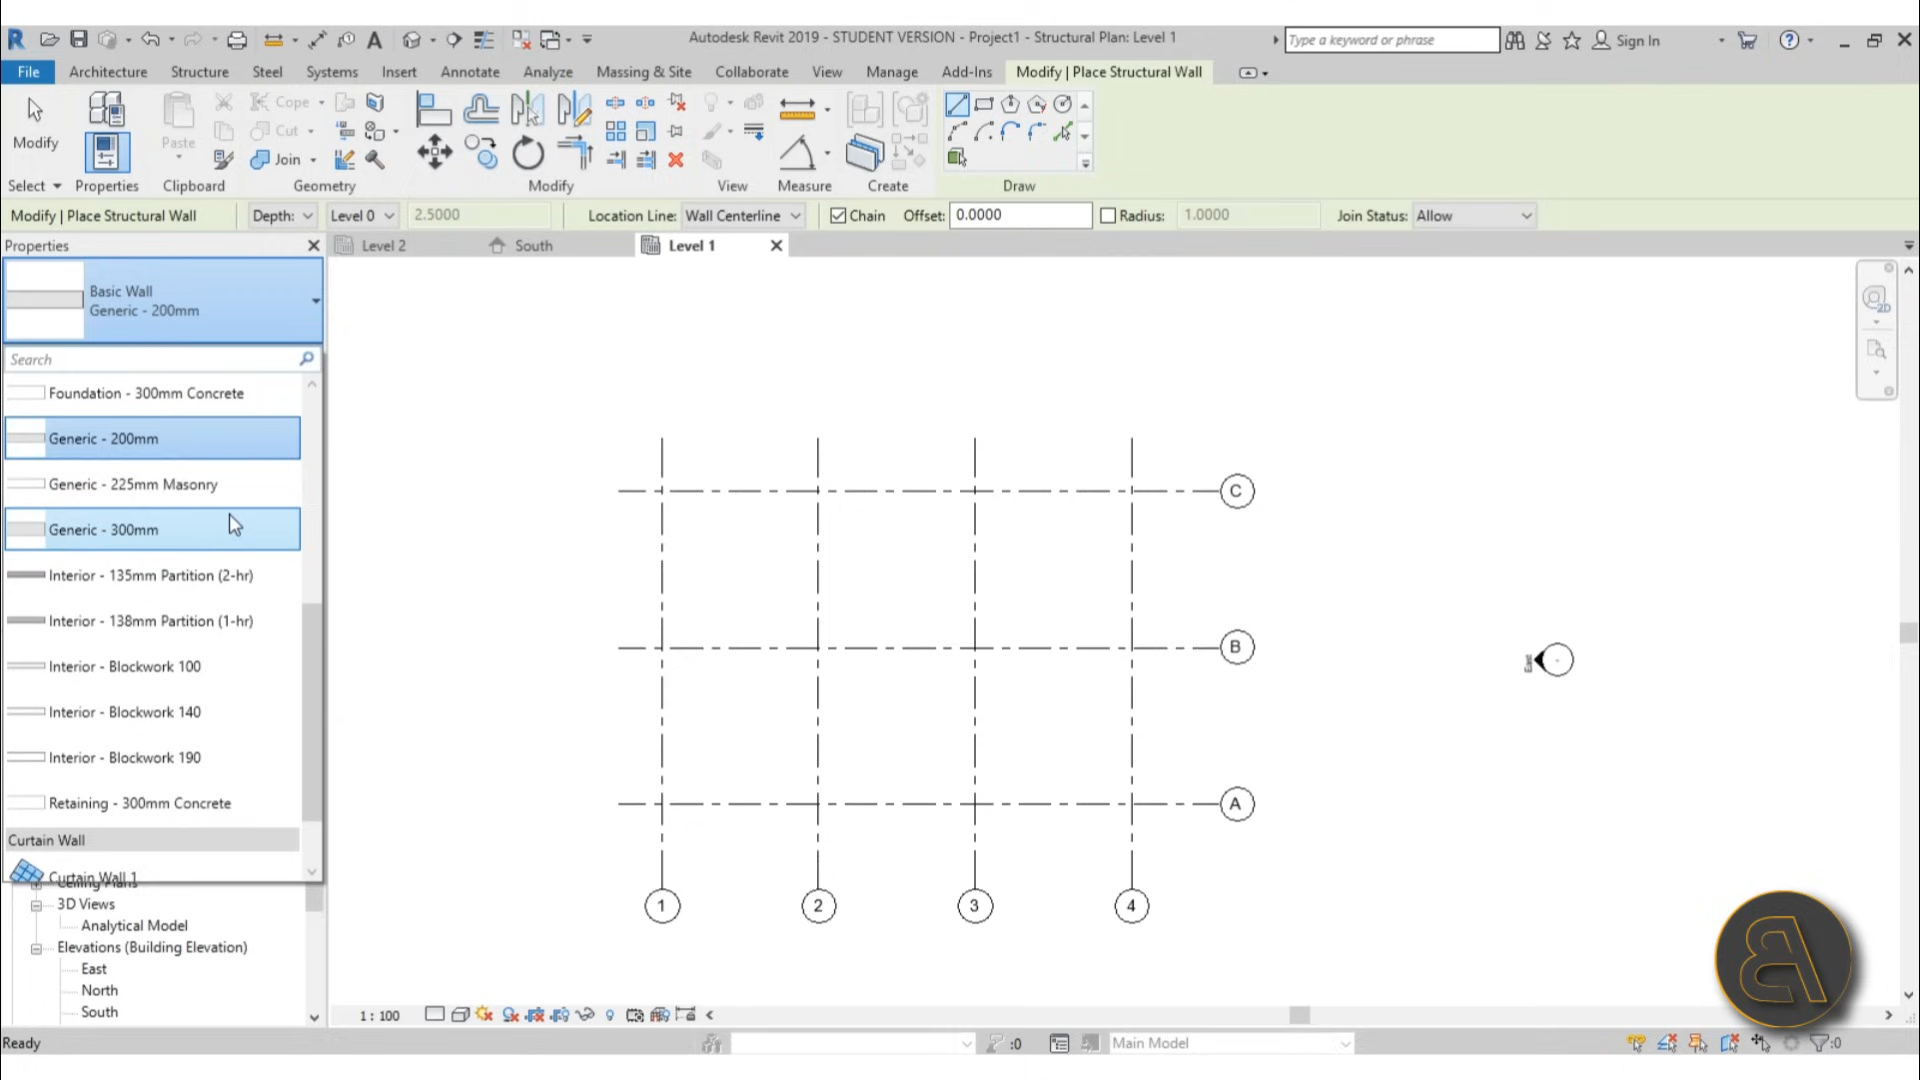 Autodesk Revit 2019 - STUDENT VERSION - Project1 - Structural Plan: Level 1
Type a keyword or phrase
Sign In
File Architecture Structure Steel Systems Insert Annotate Analyze Massing & Site Collaborate View Manage Add-Ins Modify | Place Structural Wall
Modify
Paste
Cope
Cut
Join
Select Properties Clipboard Geometry Modify View Measure Create Draw
Modify | Place Structural Wall Depth: Level 0 2.5000 Location Line: Wall Centerline Chain Offset: 0.0000 Radius: 1.0000 Join Status: Allow
Properties
Level 2 South Level 1
Basic Wall
Generic - 200mm
Search
Foundation - 300mm Concrete
Generic - 200mm
Generic - 225mm Masonry
Generic - 300mm
Interior - 135mm Partition (2-hr)
Interior - 138mm Partition (1-hr)
Interior - Blockwork 100
Interior - Blockwork 140
Interior - Blockwork 190
Retaining - 300mm Concrete
Curtain Wall
Curtain Wall 1
Ceiling Plans
3D Views
Analytical Model
Elevations (Building Elevation)
East
North
South
2D
C
B
A
1 2 3 4
East
1 : 100
Ready
:0
Main Model
:0